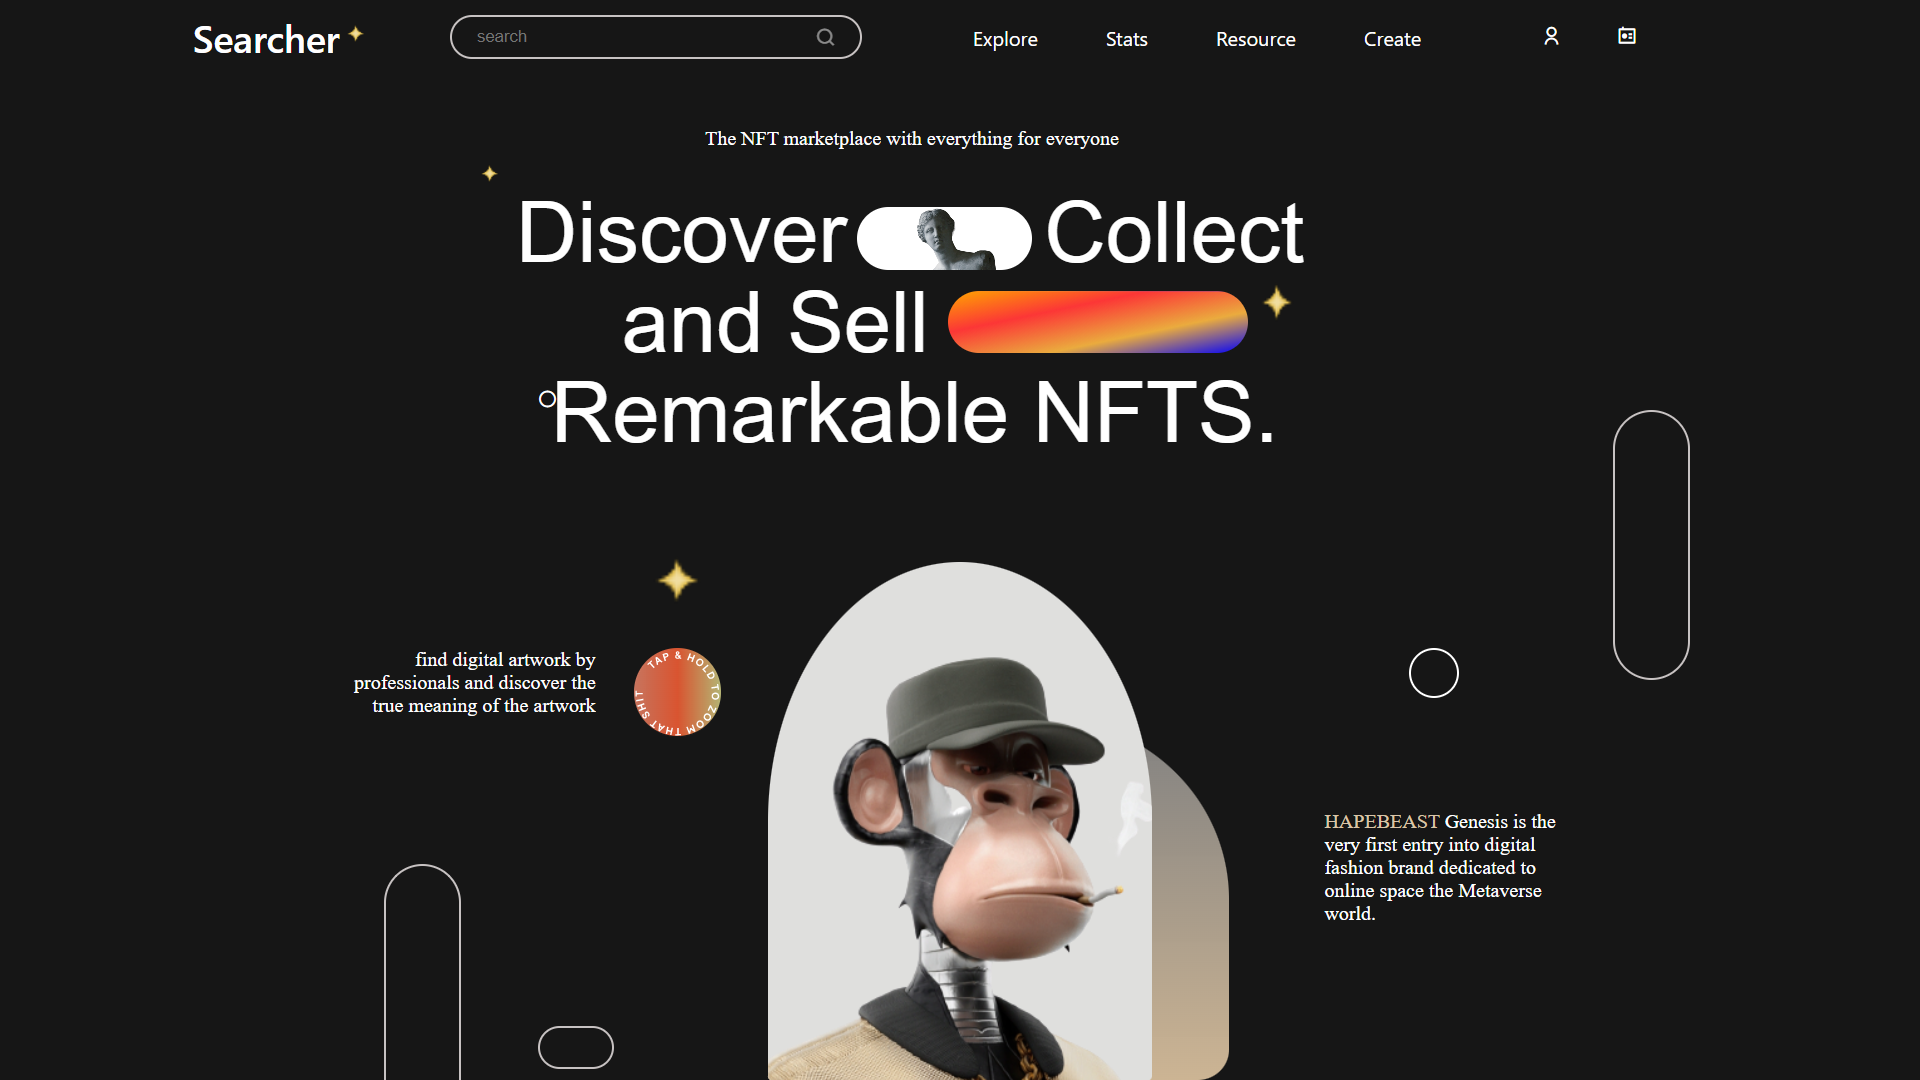 Searcher
search
Explore
Stats
Resource
Create
The NFT marketplace with everything for everyone
Discover Collect
and Sell
Remarkable NFTS.
find digital artwork by
professionals and discover the
true meaning of the artwork
TAP & HOLD TO ZOOM THAT SHIT
HAPEBEAST Genesis is the
very first entry into digital
fashion brand dedicated to
online space the Metaverse
world.